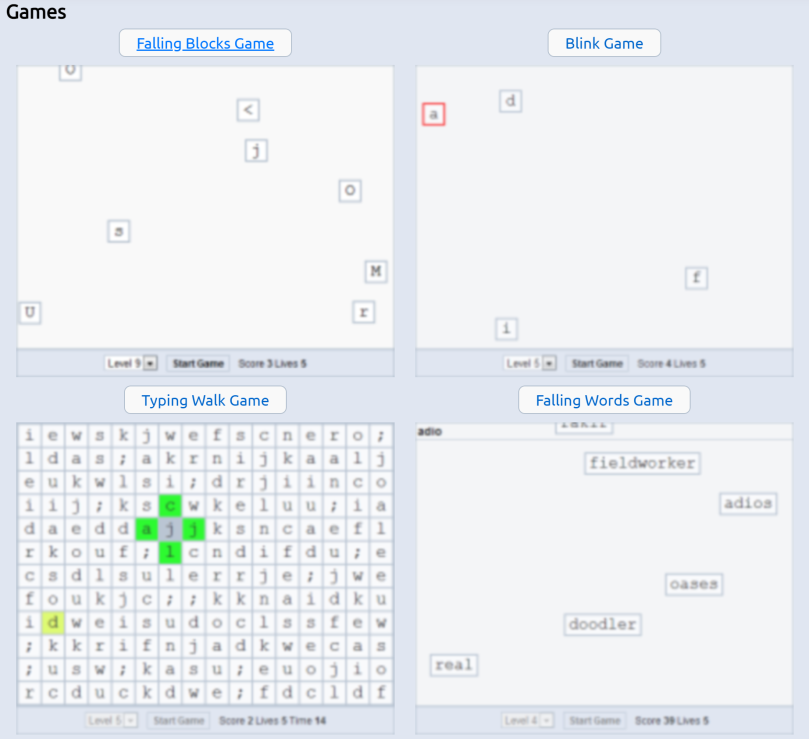 Games
Falling Blocks Game
Blink Game
O
<
j
O
s
M
U
r
Level 9 Start Game Score 3 Lives 5
a
d
f
i
Level 5 Start Game Score 4 Lives 5
Typing Walk Game
Falling Words Game
i e w s k j w e f s c n e r o ;
l d a s ; a k r n i j k a a l j
e u k w l s i ; d r j i i n c o
i i j ; k s c w k e l u u ; i a
d a e d d a j j k s n c a e f l
r k o u f ; l c n d i f d u ; e
c s d l s u l e r r j e ; j w e
f o u k j c ; ; k k n a i d k u
i d w e i s u d o c l s s f e w
; k k r i f n j a d k w e c a s
; u s w ; k a s u ; e u o j i o
r c d u c k d w e ; f d c l d f
Level 5 Start Game Score 2 Lives 5 Time 14
adio
fieldworker
adios
oases
doodler
real
Level 4 Start Game Score 39 Lives 5